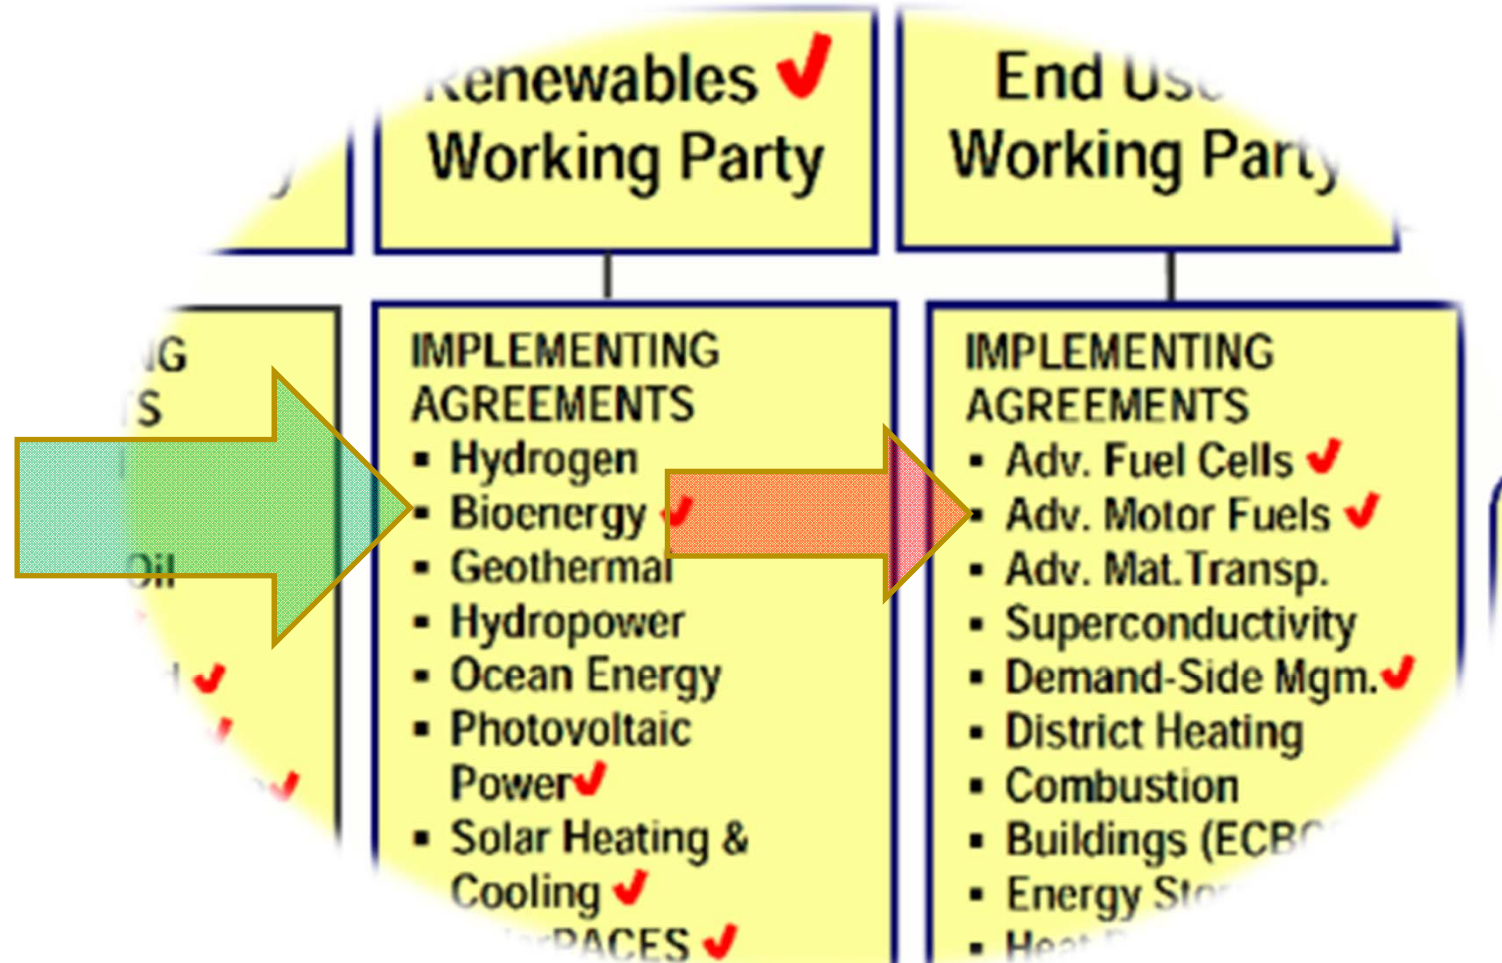 Renewables
Working Party
End Use
Working Party
Oil
IMPLEMENTING
AGREEMENTS
▪ Hydrogen
▪ Bioenergy
▪ Geothermal
▪ Hydropower
▪ Ocean Energy
▪ Photovoltaic
Power
▪ Solar Heating &
Cooling
IMPLEMENTING
AGREEMENTS
▪ Adv. Fuel Cells
▪ Adv. Motor Fuels
▪ Adv. Mat.Transp.
▪ Superconductivity
▪ Demand-Side Mgm.
▪ District Heating
▪ Combustion
▪ Buildings
▪ Energy